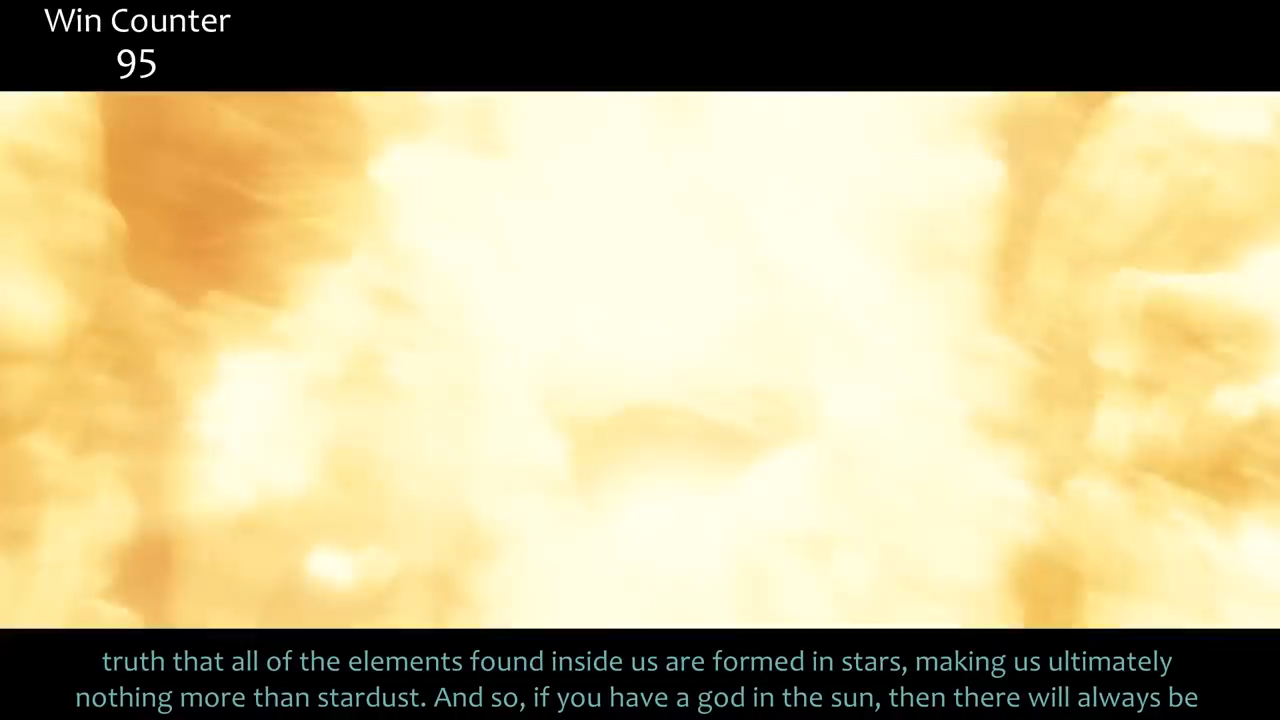 Win Counter
95
truth that all of the elements found inside us are formed in stars, making us ultimately
nothing more than stardust. And so, if you have a god in the sun, then there will always be